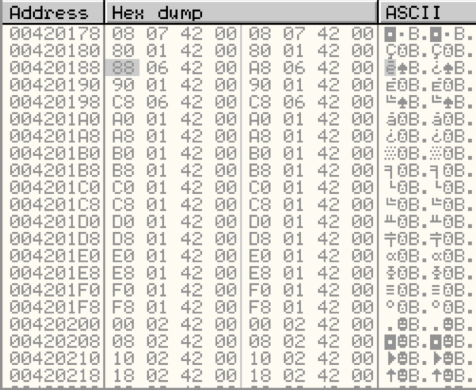 Address Hex dump ASCII
00420178 08 07 42 00 08 07 42 00 ◘•B.◘•B.
00420180 80 01 42 00 80 01 42 00 Ç☺B.Ç☺B.
00420188 88 06 42 00 A8 06 42 00 ê♠B.¿♠B.
00420190 90 01 42 00 90 01 42 00 É☺B.É☺B.
00420198 C8 06 42 00 C8 06 42 00 ╚♠B.╚♠B.
004201A0 A0 01 42 00 A0 01 42 00 á☺B.á☺B.
004201A8 A8 01 42 00 A8 01 42 00 ¿☺B.¿☺B.
004201B0 B0 01 42 00 B0 01 42 00 ░☺B.░☺B.
004201B8 B8 01 42 00 B8 01 42 00 ╕☺B.╕☺B.
004201C0 C0 01 42 00 C0 01 42 00 └☺B.└☺B.
004201C8 C8 01 42 00 C8 01 42 00 ╚☺B.╚☺B.
004201D0 D0 01 42 00 D0 01 42 00 ╨☺B.╨☺B.
004201D8 D8 01 42 00 D8 01 42 00 ╪☺B.╪☺B.
004201E0 E0 01 42 00 E0 01 42 00 α☺B.α☺B.
004201E8 E8 01 42 00 E8 01 42 00 Φ☺B.Φ☺B.
004201F0 F0 01 42 00 F0 01 42 00 ≡☺B.≡☺B.
004201F8 F8 01 42 00 F8 01 42 00 °☺B.°☺B.
00420200 00 02 42 00 00 02 42 00 .☻B..☻B.
00420208 08 02 42 00 08 02 42 00 ◘☻B.◘☻B.
00420210 10 02 42 00 10 02 42 00 ►☻B.►☻B.
00420218 18 02 42 00 18 02 42 00 ↑☻B.↑☻B.